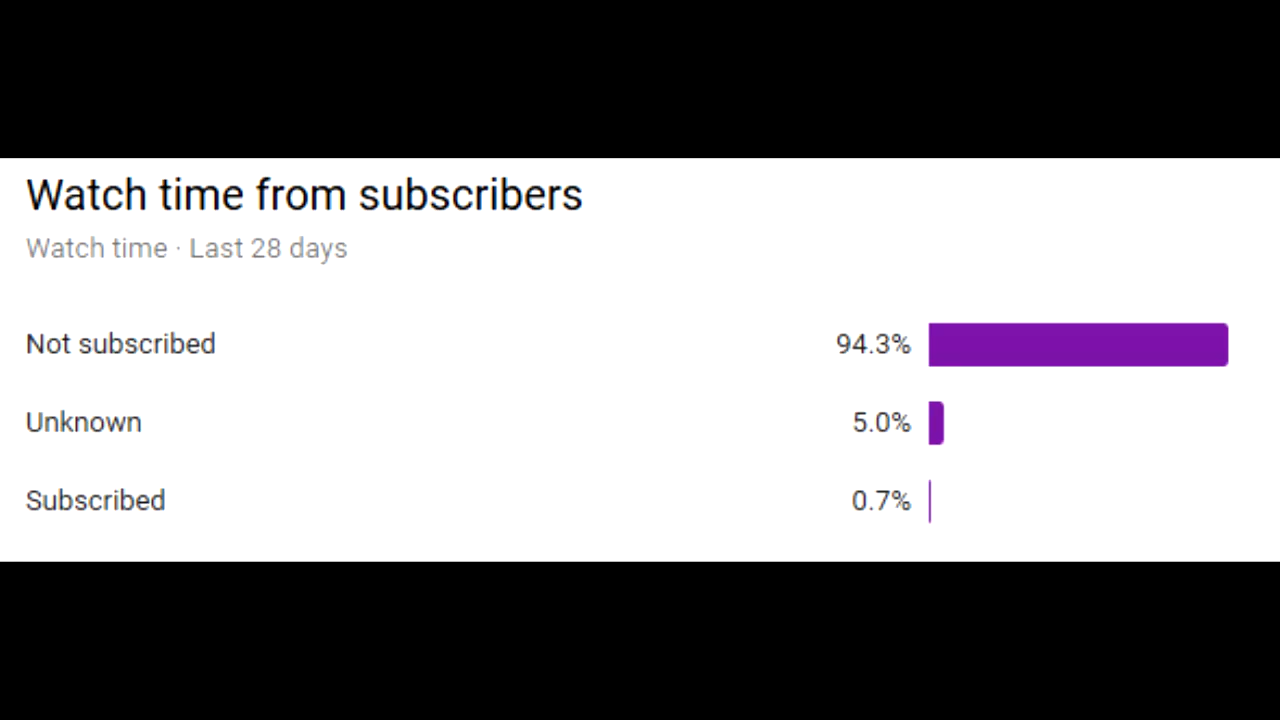 Watch time from subscribers
Watch time · Last 28 days
Not subscribed 94.3%
Unknown 5.0%
Subscribed 0.7%